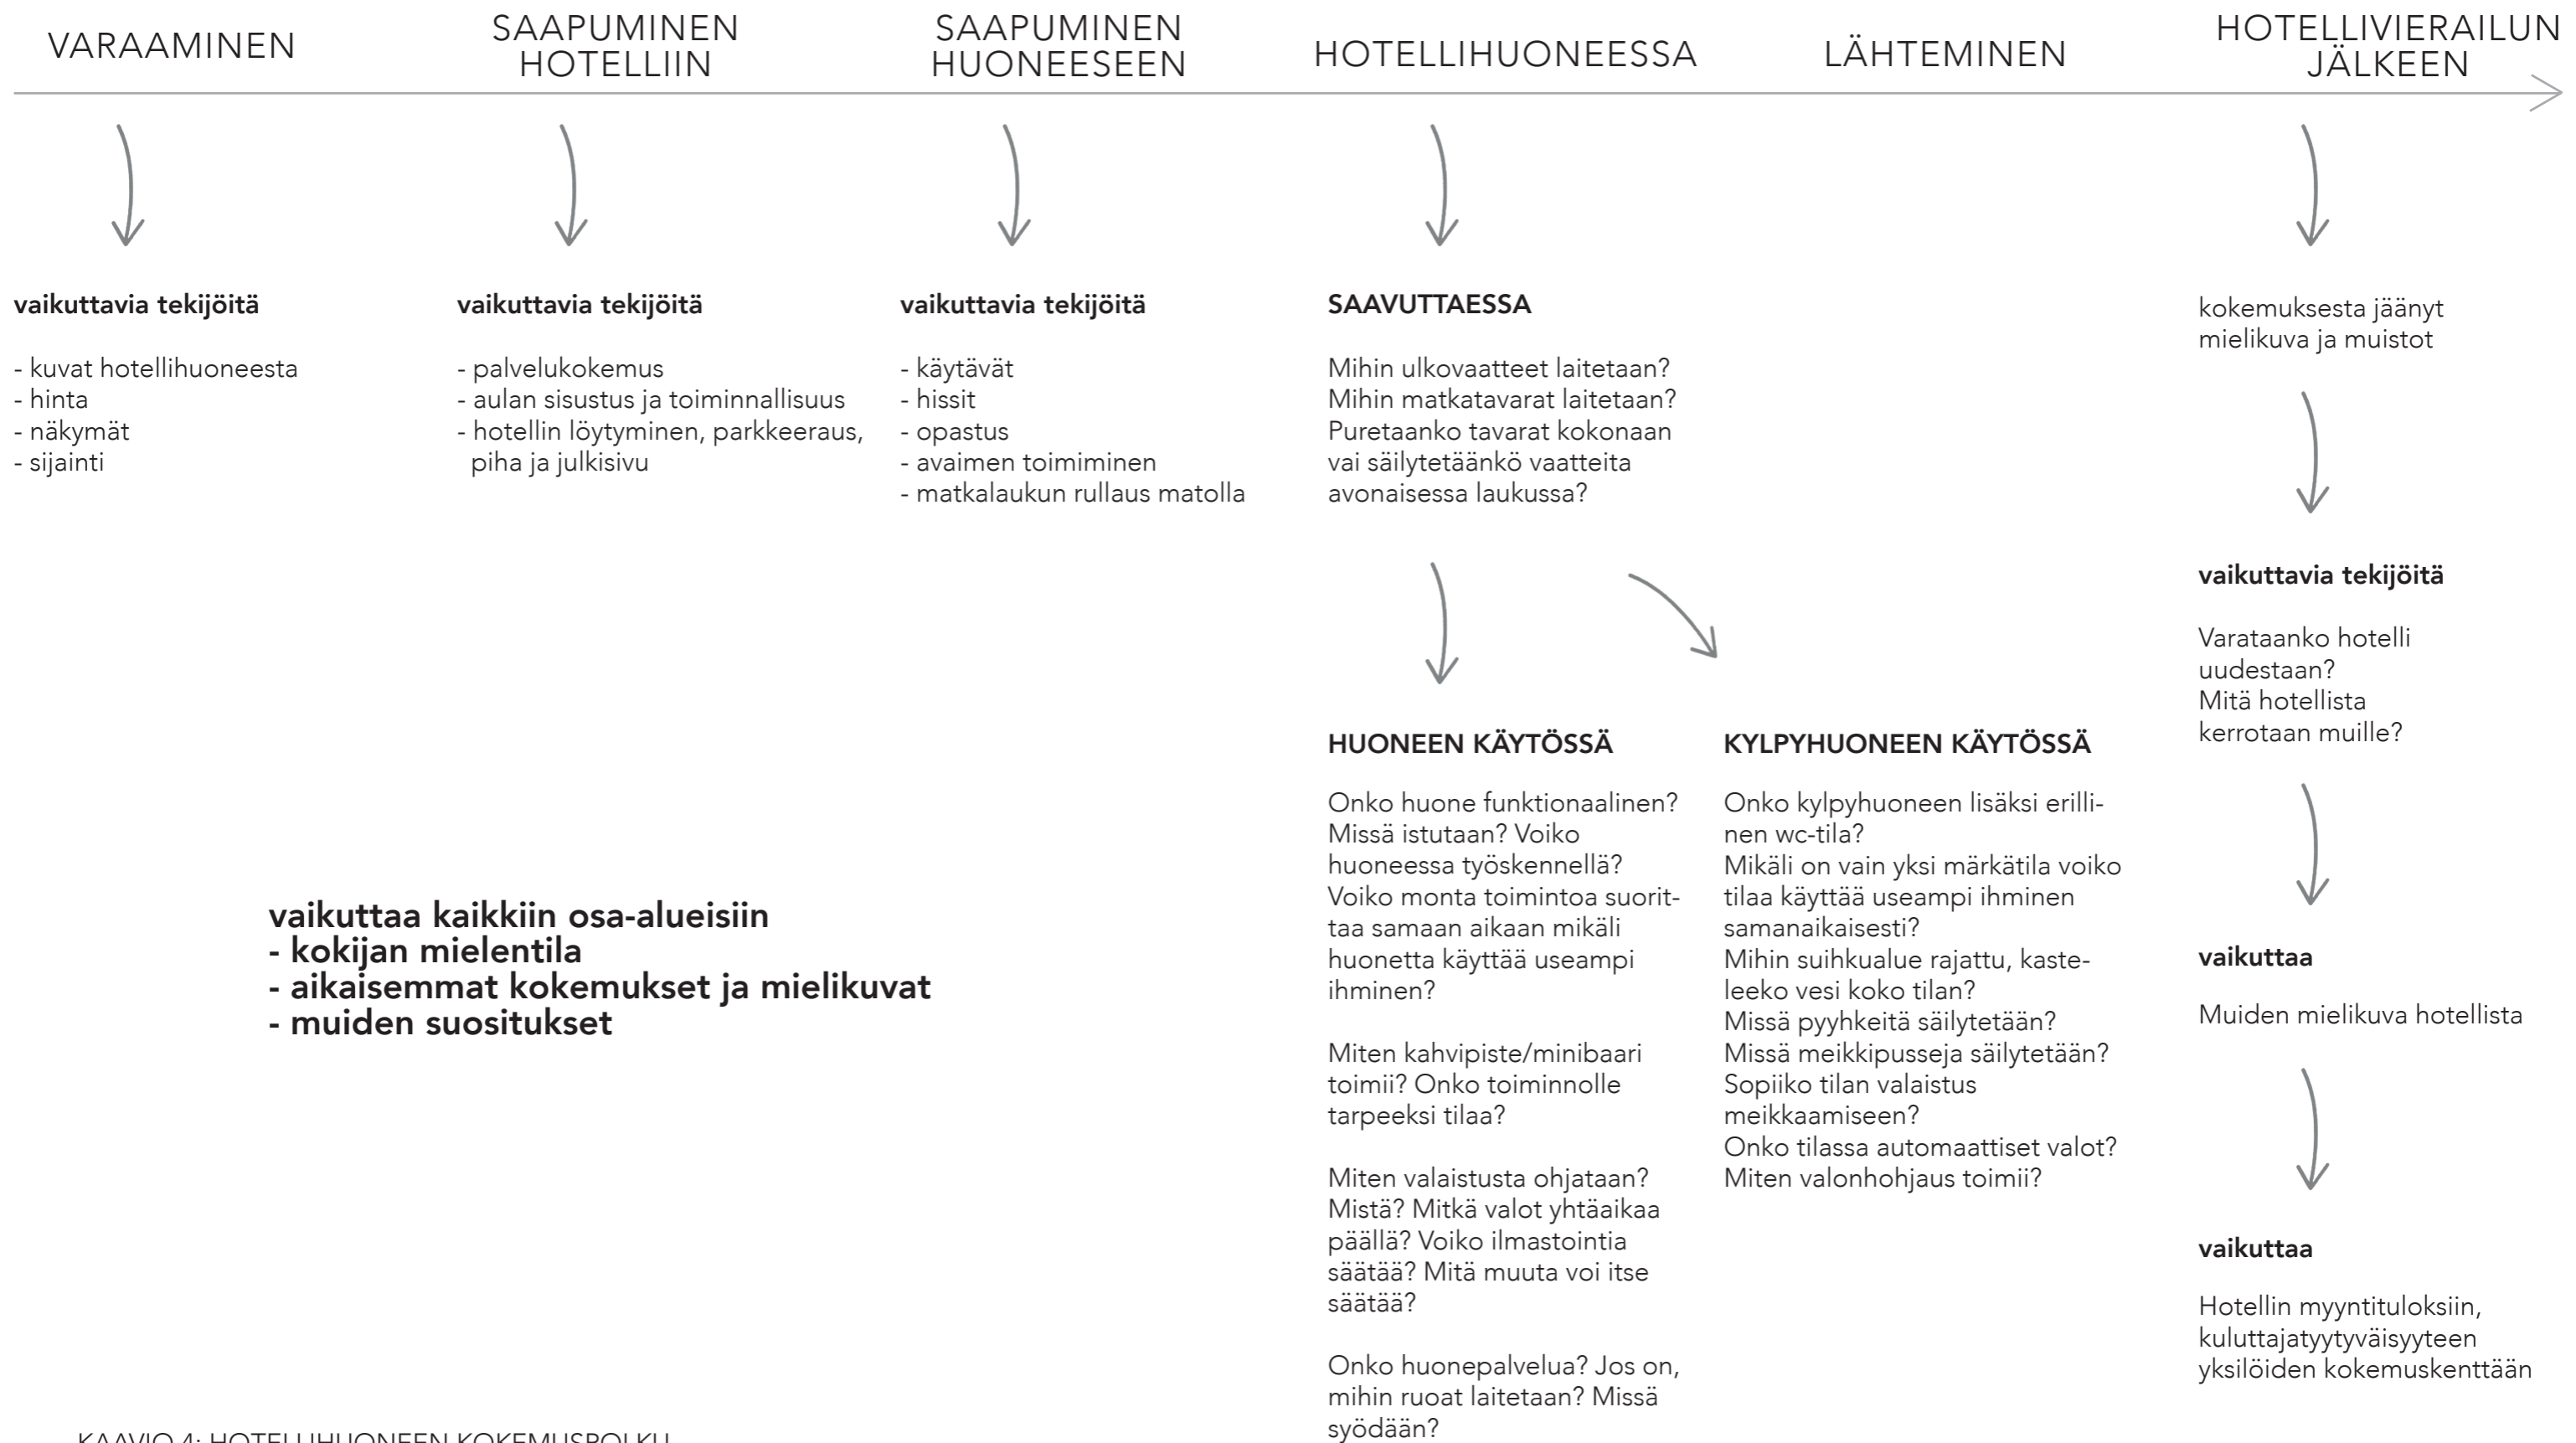 VARAAMINEN
SAAPUMINEN
HOTELLIIN
SAAPUMINEN
HUONEESEEN
HOTELLIHUONEESSA
LÄHTEMINEN
HOTELLIVIERAILUN
JÄLKEEN
vaikuttavia tekijöitä
- kuvat hotellihuoneesta
- hinta
- näkymät
- sijainti
vaikuttavia tekijöitä
- palvelukokemus
- aulan sisustus ja toiminnallisuus
- hotellin löytyminen, parkkeeraus,
piha ja julkisivu
vaikuttavia tekijöitä
- käytävät
- hissit
- opastus
- avaimen toimiminen
- matkalaukun rullaus matolla
SAAVUTTAESSA
Mihin ulkovaatteet laitetaan?
Mihin matkatavarat laitetaan?
Puretaanko tavarat kokonaan
vai säilytetäänkö vaatteita
avonaisessa laukussa?
HUONEEN KÄYTÖSSÄ
Onko huone funktionaalinen?
Missä istutaan? Voiko
huoneessa työskennellä?
Voiko monta toimintoa suorit-
taa samaan aikaan mikäli
huonetta käyttää useampi
ihminen?
Miten kahvipiste/minibaari
toimii? Onko toiminnolle
tarpeeksi tilaa?
Miten valaistusta ohjataan?
Mistä? Mitkä valot yhtäaikaa
päällä? Voiko ilmastointia
säätää? Mitä muuta voi itse
säätää?
Onko huonepalvelua? Jos on,
mihin ruoat laitetaan? Missä
syödään?
KYLPYHUONEEN KÄYTÖSSÄ
Onko kylpyhuoneen lisäksi erilli-
nen wc-tila?
Mikäli on vain yksi märkätila voiko
tilaa käyttää useampi ihminen
samanaikaisesti?
Mihin suihkualue rajattu, kaste-
leeko vesi koko tilan?
Missä pyyhkeitä säilytetään?
Missä meikkipusseja säilytetään?
Sopiiko tilan valaistus
meikkaamiseen?
Onko tilassa automaattiset valot?
Miten valonhohjaus toimii?
kokemuksesta jäänyt
mielikuva ja muistot
vaikuttavia tekijöitä
Varataanko hotelli
uudestaan?
Mitä hotellista
kerrotaan muille?
vaikuttaa
Muiden mielikuva hotellista
vaikuttaa
Hotellin myyntituloksiin,
kuluttajatyytyväisyyteen
yksilöiden kokemuskenttään
vaikuttaa kaikkiin osa-alueisiin
- kokijan mielentila
- aikaisemmat kokemukset ja mielikuvat
- muiden suositukset
KAAVIO 4: HOTELLIHUONEEN KOKEMUSPOLKU